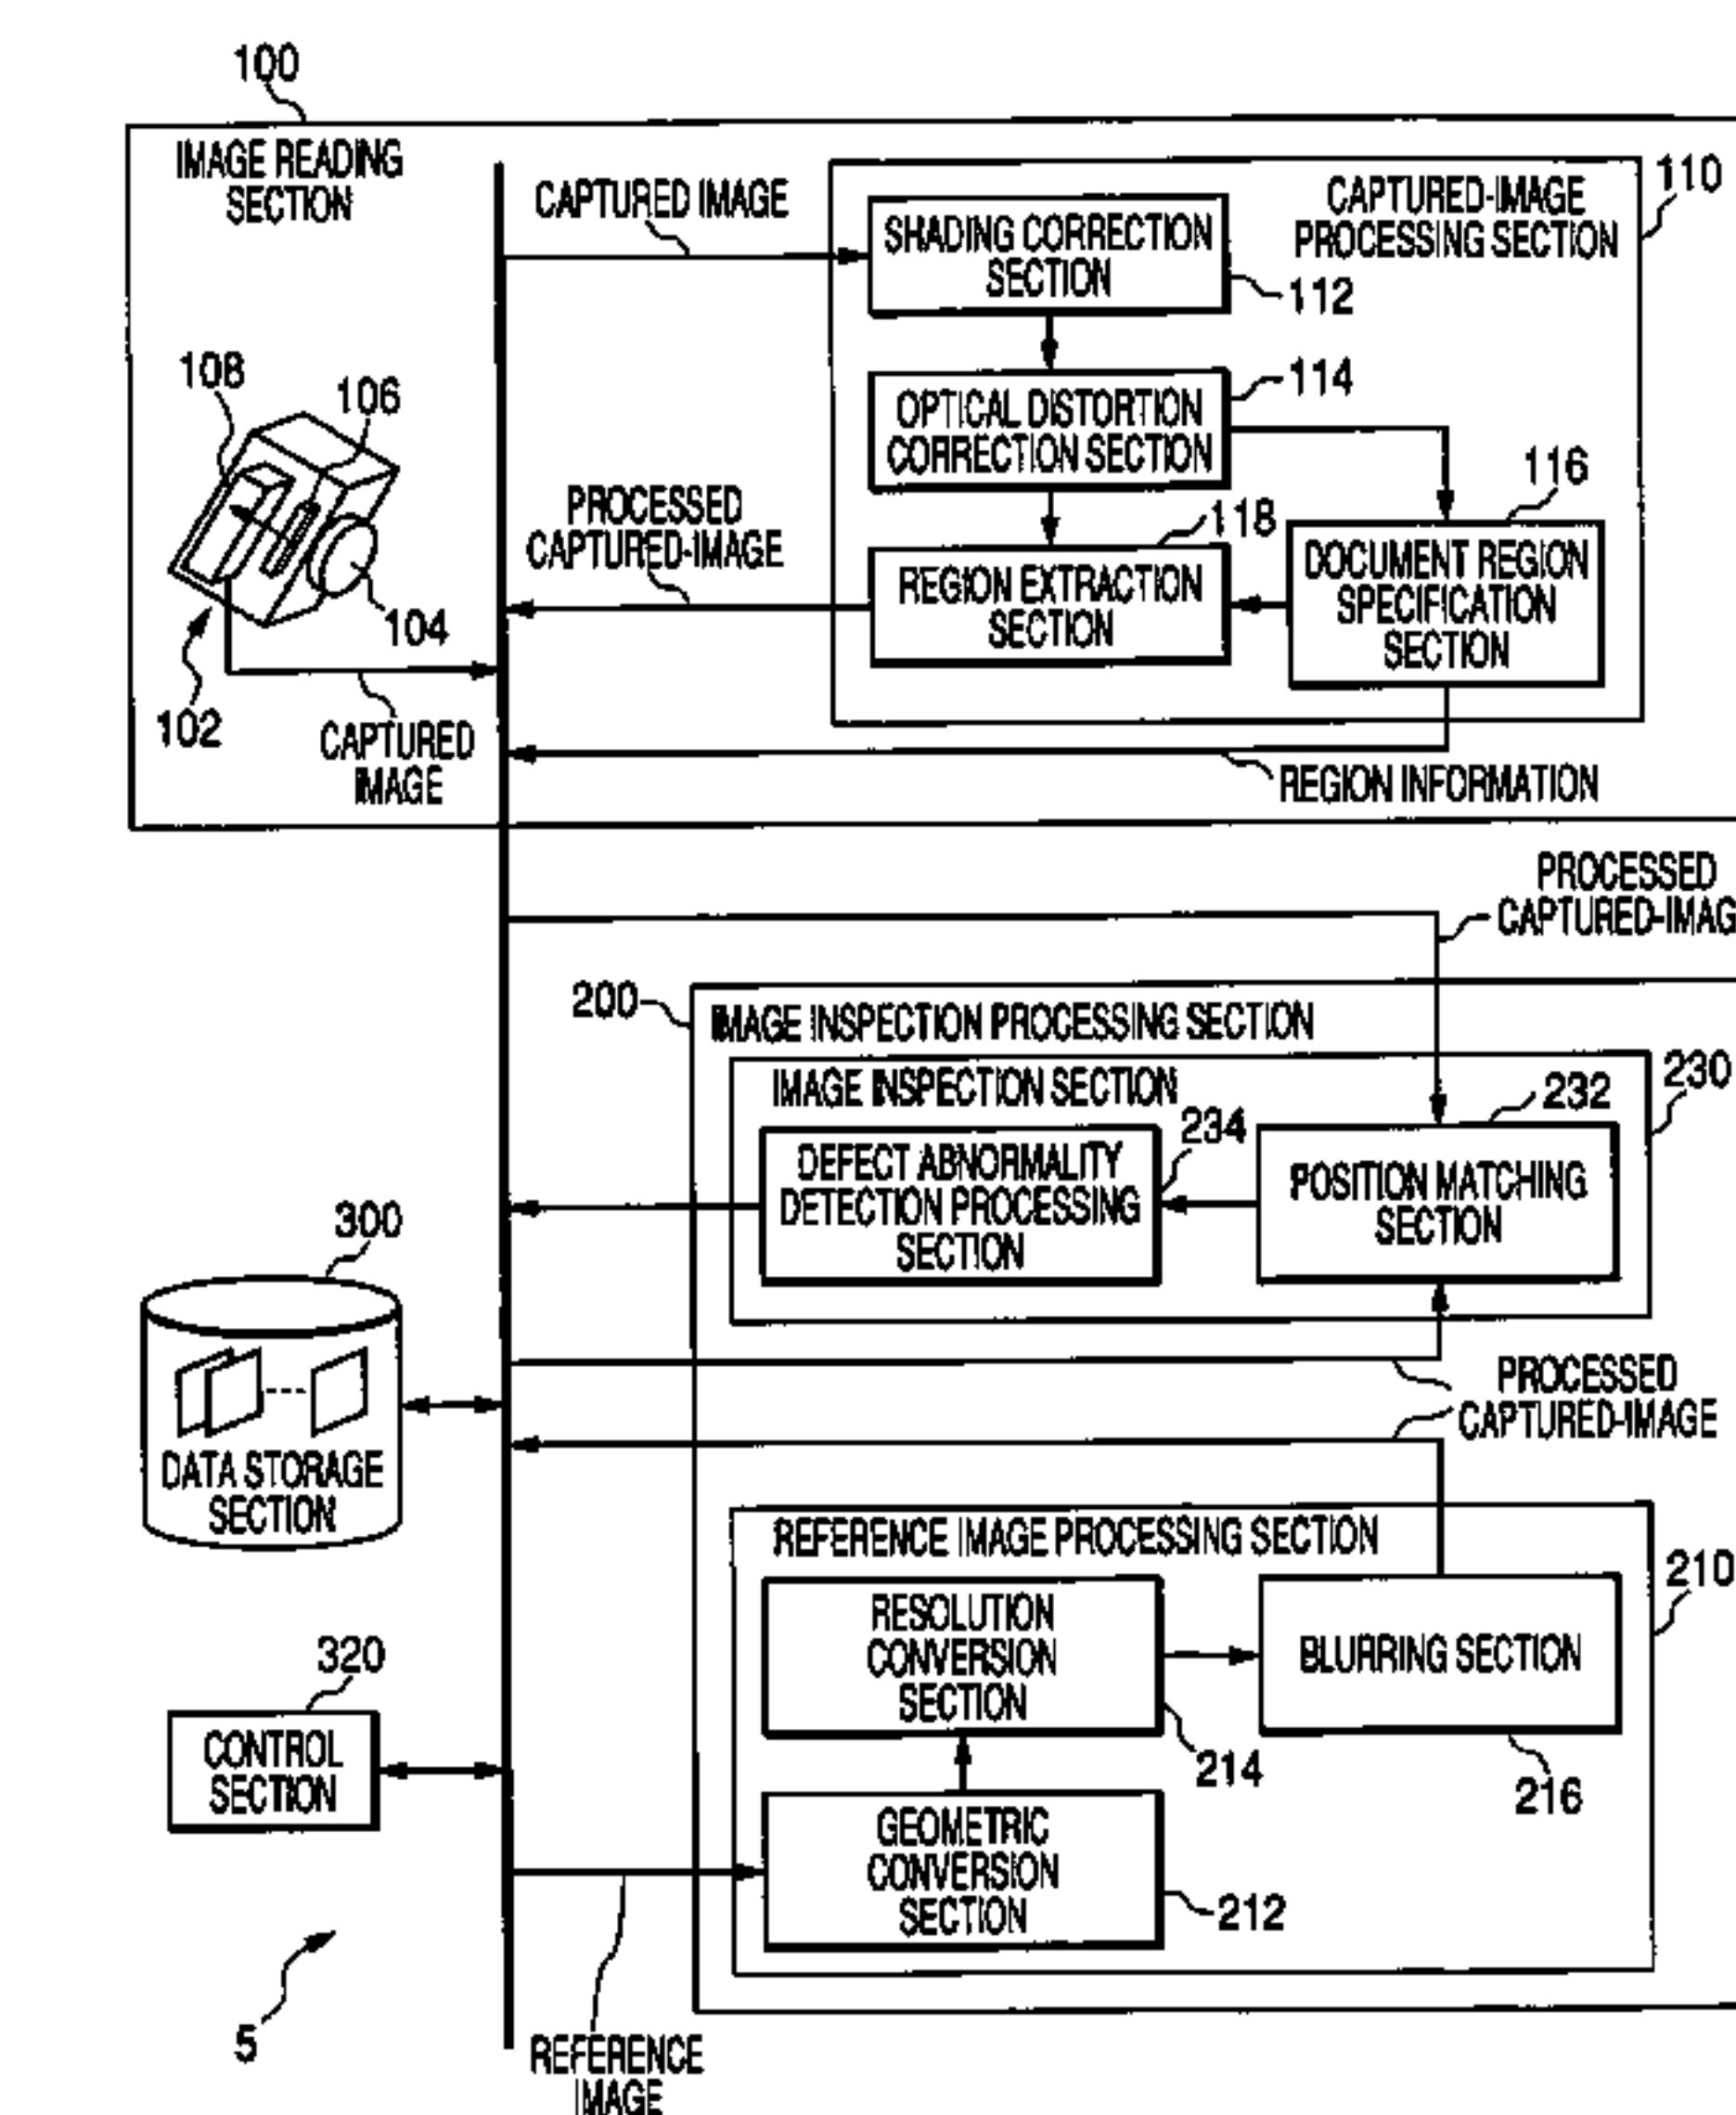 100
IMAGE READING
SECTION
CAPTURED IMAGE
110
CAPTURED-IMAGE
PROCESSING SECTION
SHADING CORRECTION
SECTION
112
108
106
114
OPTICAL DISTORTION
CORRECTION SECTION
116
PROCESSED
CAPTURED-IMAGE
118
REGION EXTRACTION
SECTION
DOCUMENT REGION
SPECIFICATION
SECTION
104
102
CAPTURED
IMAGE
REGION INFORMATION
PROCESSED
CAPTURED-IMAG
200
IMAGE INSPECTION PROCESSING SECTION
230
IMAGE INSPECTION SECTION
232
234
DEFECT ABNORMALITY
DETECTION PROCESSING
SECTION
POSITION MATCHING
SECTION
300
DATA STORAGE
SECTION
PROCESSED
CAPTURED-IMAGE
REFERENCE IMAGE PROCESSING SECTION
210
RESOLUTION
CONVERSION
SECTION
BLURRING SECTION
214
216
320
CONTROL
SECTION
GEOMETRIC
CONVERSION
SECTION
212
5
REFERENCE
IMAGE